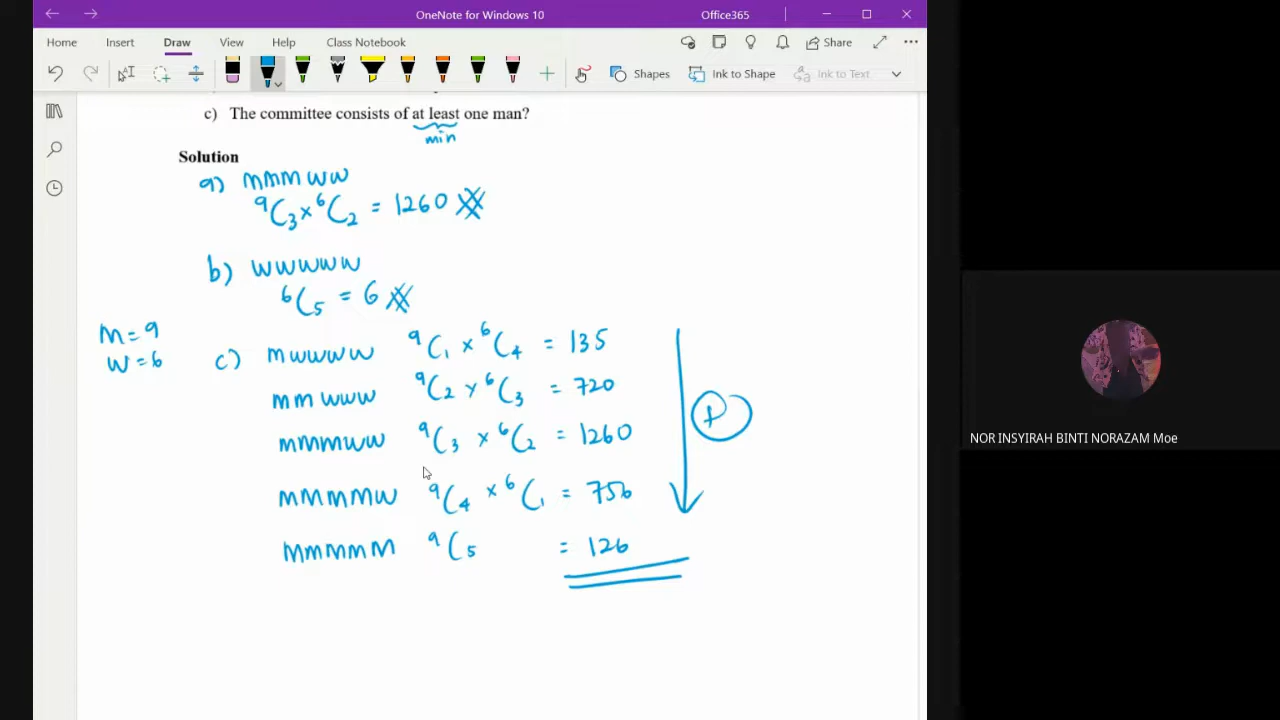 OneNote for Windows 10
Office365
Home Insert Draw View Help Class Notebook
Share
Shapes Ink to Shape Ink to Text
c) The committee consists of at least one man?
min
Solution
a) MMMWW
⁹C₃ × ⁶C₂ = 1260
b) WWWWW
⁶C₅ = 6
M = 9
W = 6
c) MWWWW ⁹C₁ × ⁶C₄ = 135
MMWWW ⁹C₂ × ⁶C₃ = 720
MMMWW ⁹C₃ × ⁶C₂ = 1260
+
MMMMW ⁹C₄ × ⁶C₁ = 756
MMMMM ⁹C₅ = 126
NOR INSYIRAH BINTI NORAZAM Moe